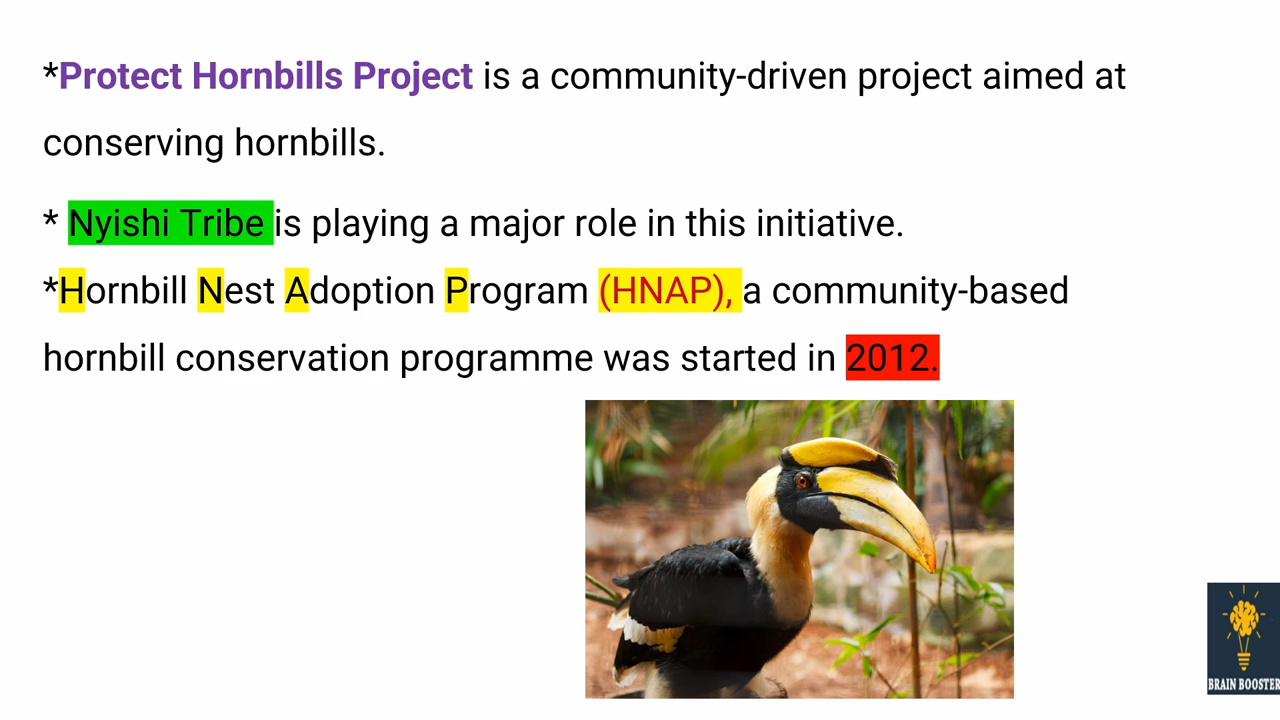 *Protect Hornbills Project is a community-driven project aimed at
conserving hornbills.
* Nyishi Tribe is playing a major role in this initiative.
*Hornbill Nest Adoption Program (HNAP), a community-based
hornbill conservation programme was started in 2012.
BRAIN BOOSTER